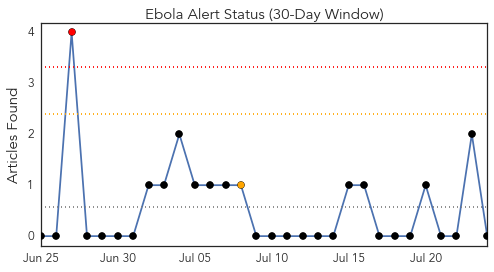 Ebola Alert Status (30-Day Window)
Articles Found
4
3
2
1
0
Jun 25
Jun 30
Jul 05
Jul 10
Jul 15
Jul 20